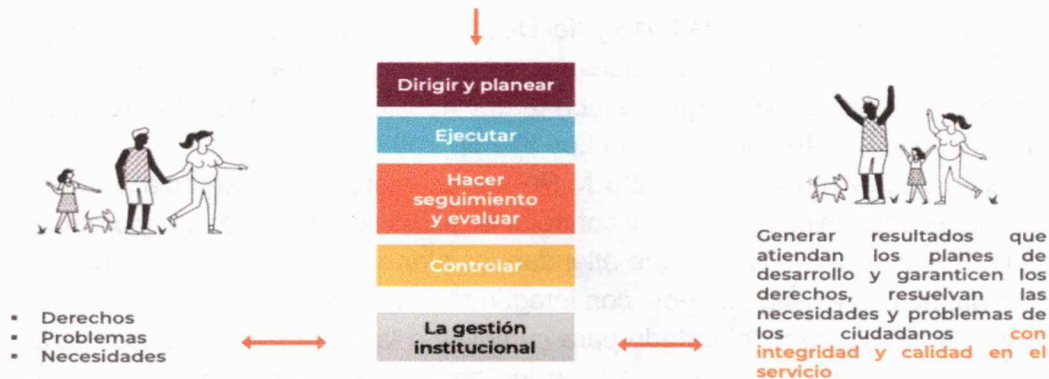 Dirigir y planear
Ejecutar
Hacer
seguimiento
y evaluar
Controlar
La gestión
institucional
▪ Derechos
▪ Problemas
▪ Necesidades
Generar resultados que
atiendan los planes de
desarrollo y garanticen los
derechos, resuelvan las
necesidades y problemas de
los ciudadanos con
integridad y calidad en el
servicio